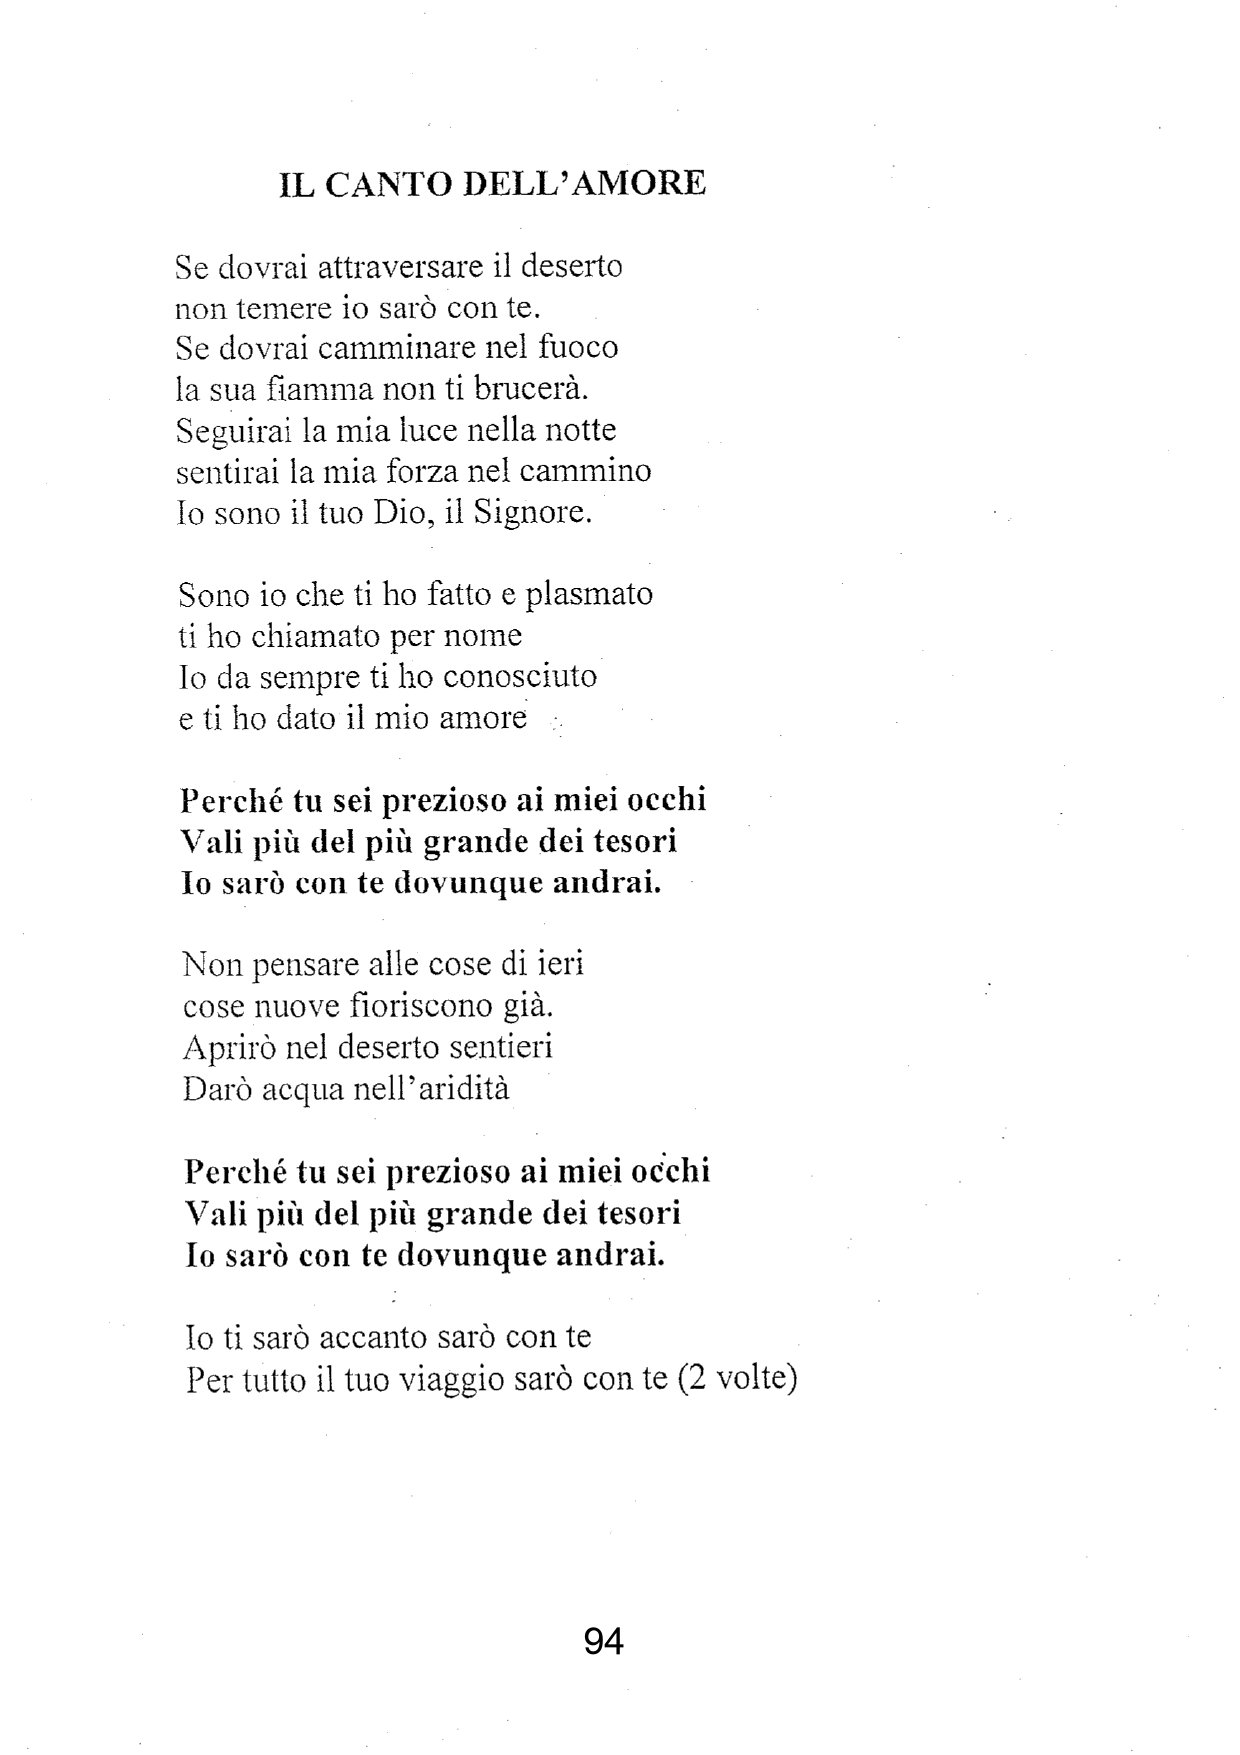 IL CANTO DELL'AMORE
Se dovrai attraversare il deserto
non temere io sarò con te.
Se dovrai camminare nel fuoco
la sua fiamma non ti brucerà.
Seguirai la mia luce nella notte
sentirai la mia forza nel cammino
Io sono il tuo Dio, il Signore.
Sono io che ti ho fatto e plasmato
ti ho chiamato per nome
Io da sempre ti ho conosciuto
e ti ho dato il mio amore
Perché tu sei prezioso ai miei occhi
Vali più del più grande dei tesori
Io sarò con te dovunque andrai.
Non pensare alle cose di ieri
cose nuove fioriscono già.
Aprirò nel deserto sentieri
Darò acqua nell'aridità
Perché tu sei prezioso ai miei occhi
Vali più del più grande dei tesori
Io sarò con te dovunque andrai.
Io ti sarò accanto sarò con te
Per tutto il tuo viaggio sarò con te (2 volte)
94